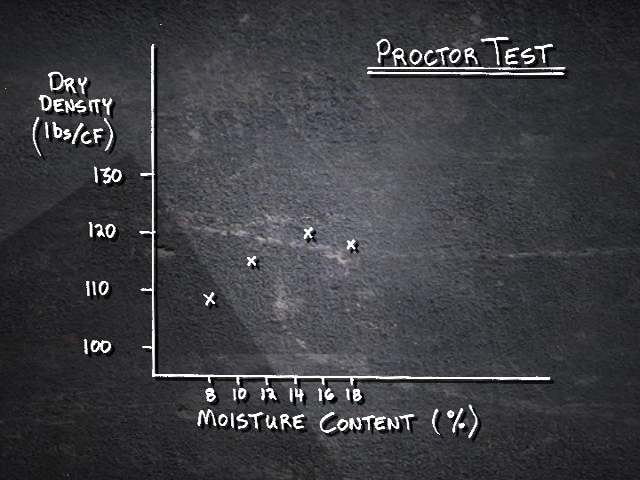 PROCTOR TEST
DRY
DENSITY
(lbs/CF)
130
120
110
100
8 10 12 14 16 18
MOISTURE CONTENT (%)